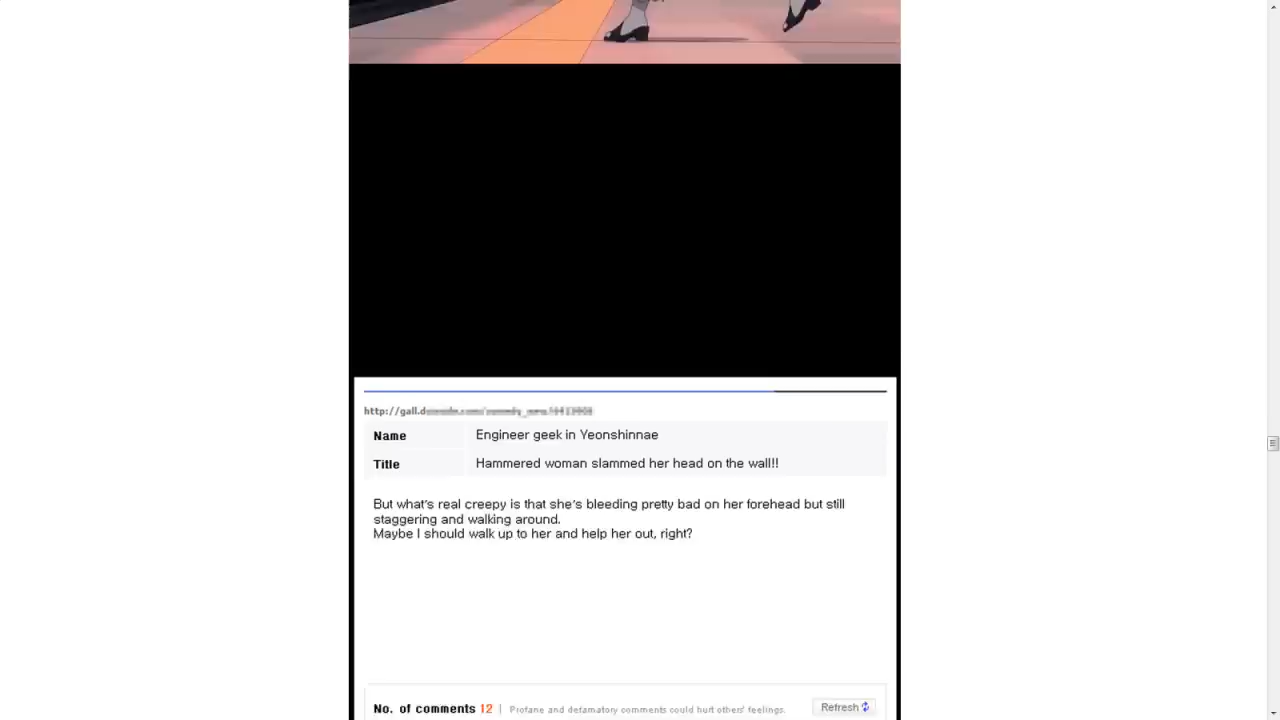 http://gall.d
Name
Engineer geek in Yeonshinnae
Title
Hammered woman slammed her head on the wall!!
But what's real creepy is that she's bleeding pretty bad on her forehead but still
staggering and walking around.
Maybe I should walk up to her and help her out, right?
No. of comments 12 | Profane and defamatory comments could hurt others' feelings.
Refresh